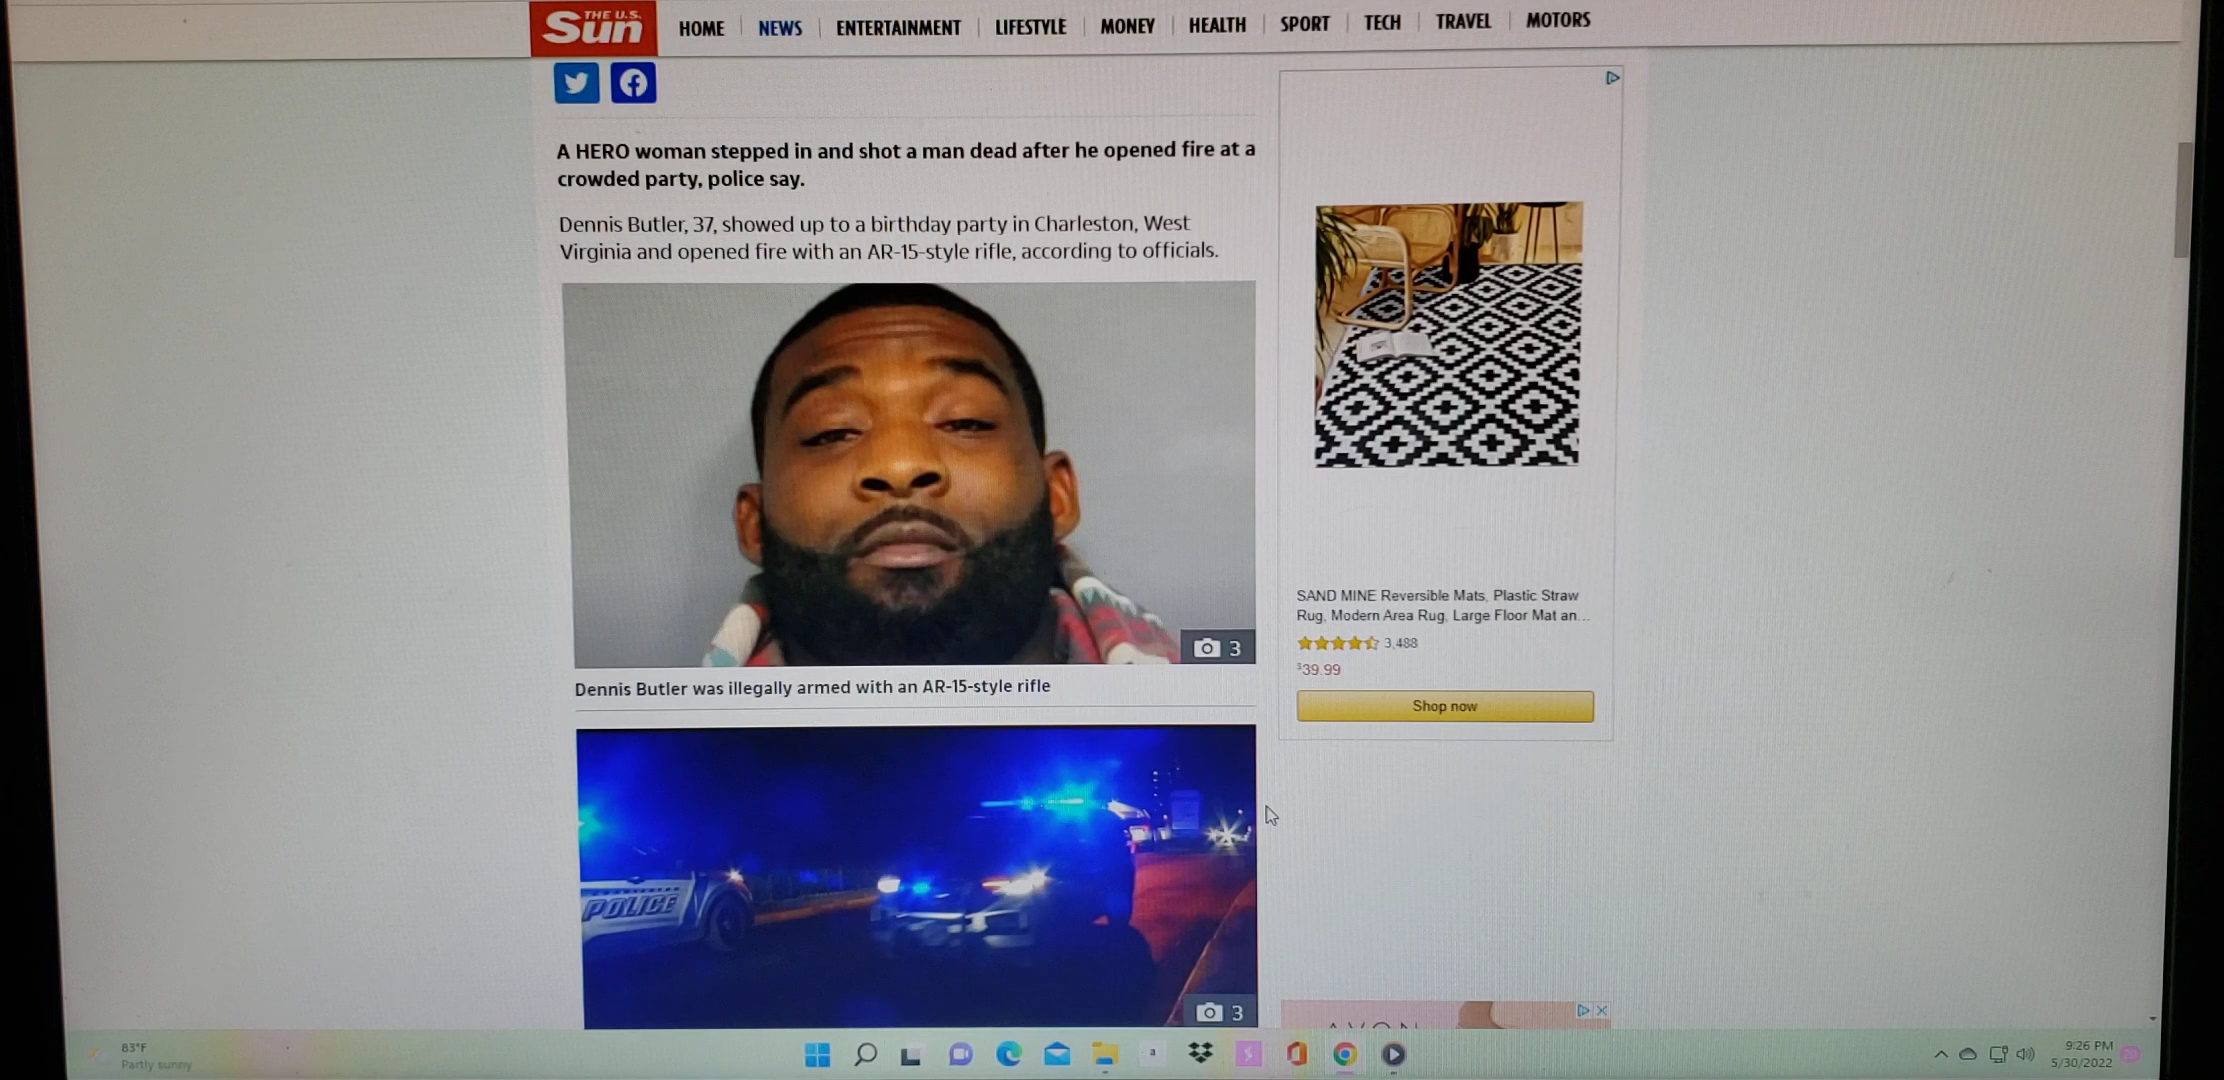 THE U.S.
Sun
HOME NEWS ENTERTAINMENT LIFESTYLE MONEY HEALTH SPORT TECH TRAVEL MOTORS
A HERO woman stepped in and shot a man dead after he opened fire at a
crowded party, police say.
Dennis Butler, 37, showed up to a birthday party in Charleston, West
Virginia and opened fire with an AR-15-style rifle, according to officials.
3
Dennis Butler was illegally armed with an AR-15-style rifle
POLICE
3
SAND MINE Reversible Mats, Plastic Straw
Rug, Modern Area Rug, Large Floor Mat an...
3,488
$39.99
Shop now
AVON
83°F
Partly sunny
a
9:26 PM
5/30/2022